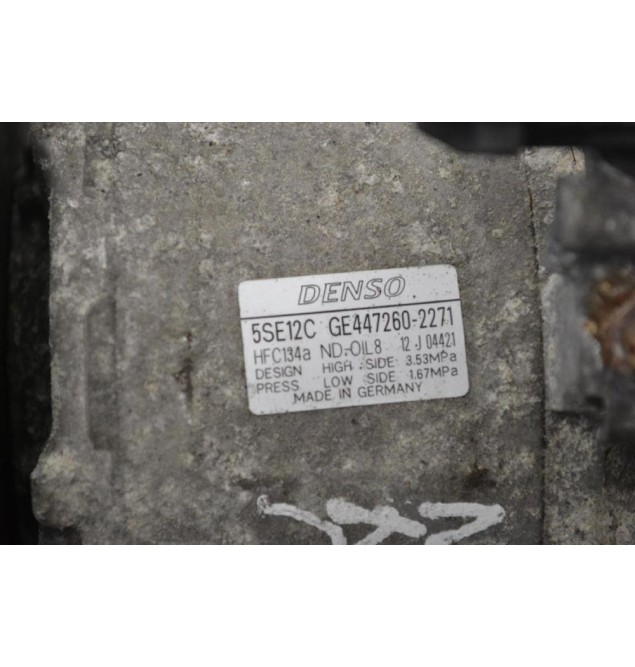 DENSO
5SE12C GE447260-2271
HFC134a ND-OIL8 12 J 04421
DESIGN HIGH SIDE 3.53MPa
PRESS LOW SIDE 1.67MPa
MADE IN GERMANY